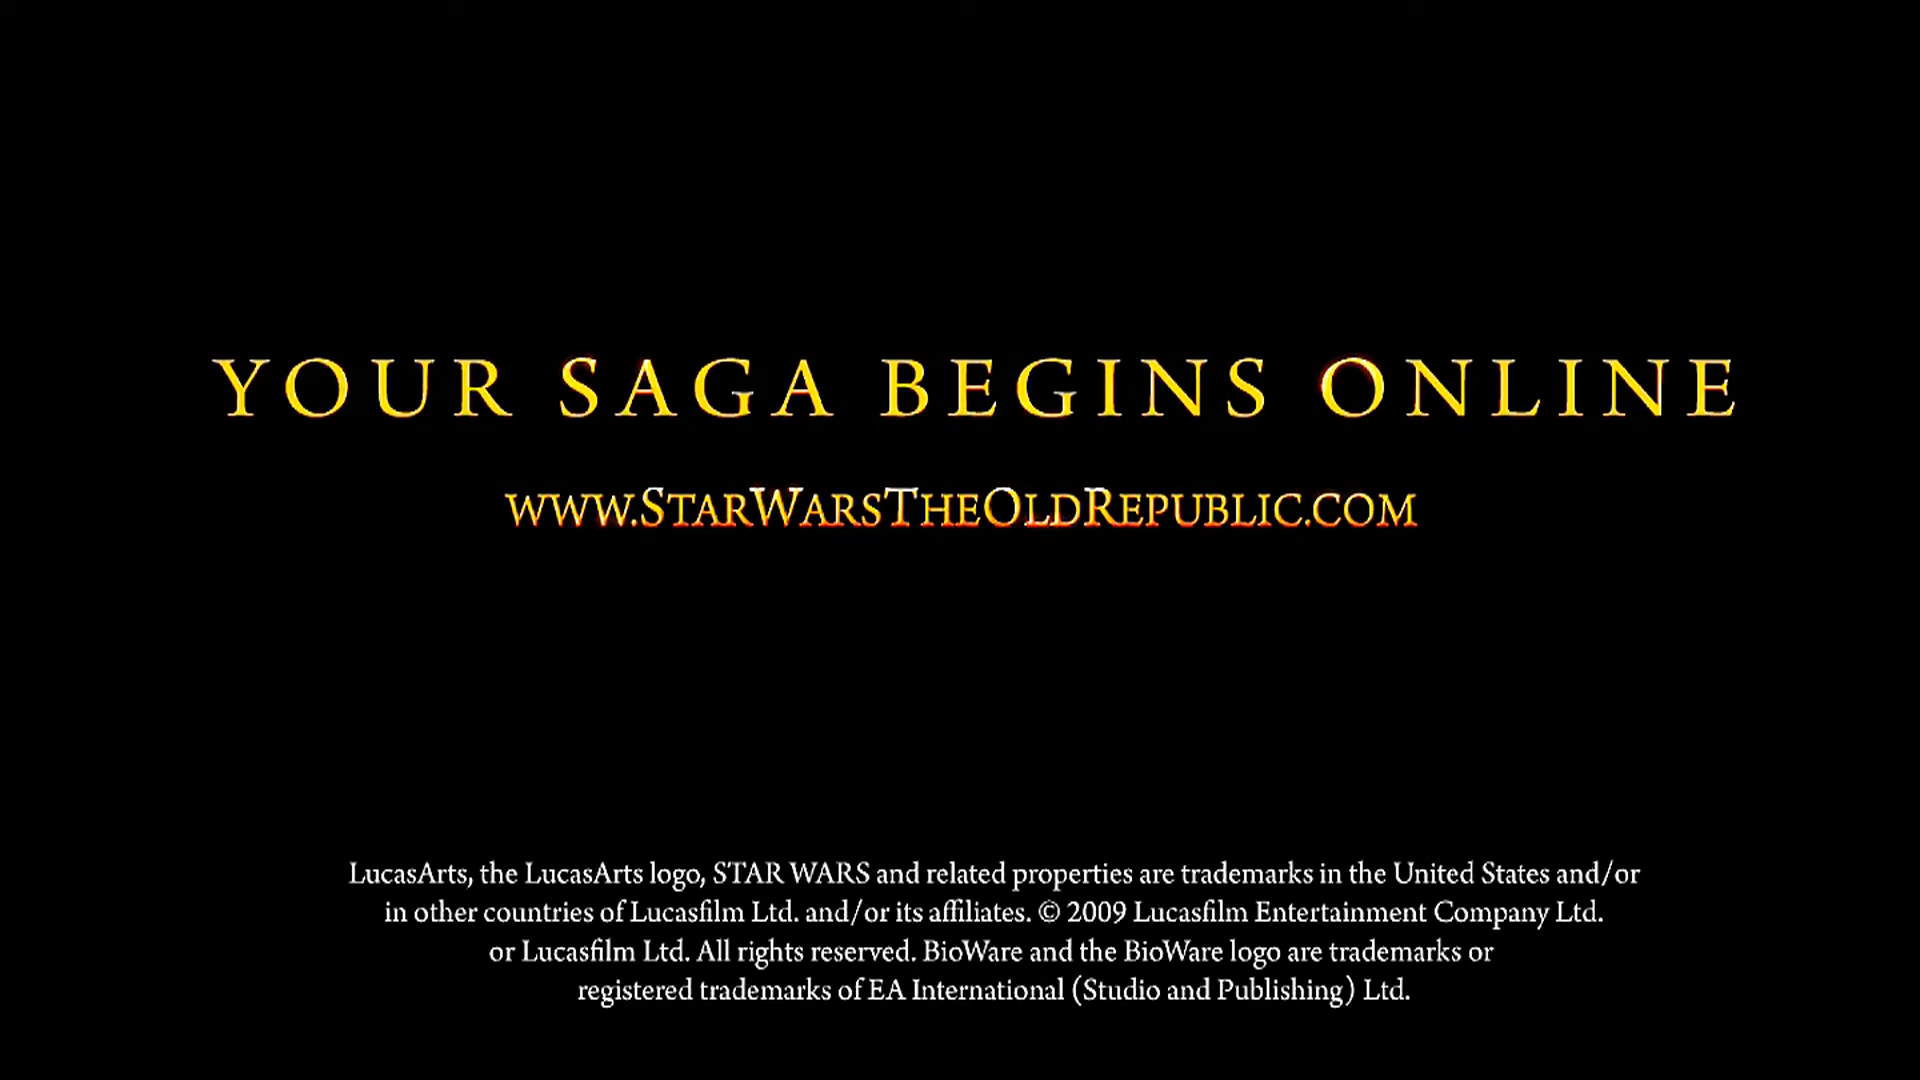 YOUR SAGA BEGINS ONLINE
WWW.STARWARSTHEOLDREPUBLIC.COM
LucasArts, the LucasArts logo, STAR WARS and related properties are trademarks in the United States and/or
in other countries of Lucasfilm Ltd. and/or its affiliates. © 2009 Lucasfilm Entertainment Company Ltd.
or Lucasfilm Ltd. All rights reserved. BioWare and the BioWare logo are trademarks or
registered trademarks of EA International (Studio and Publishing) Ltd.